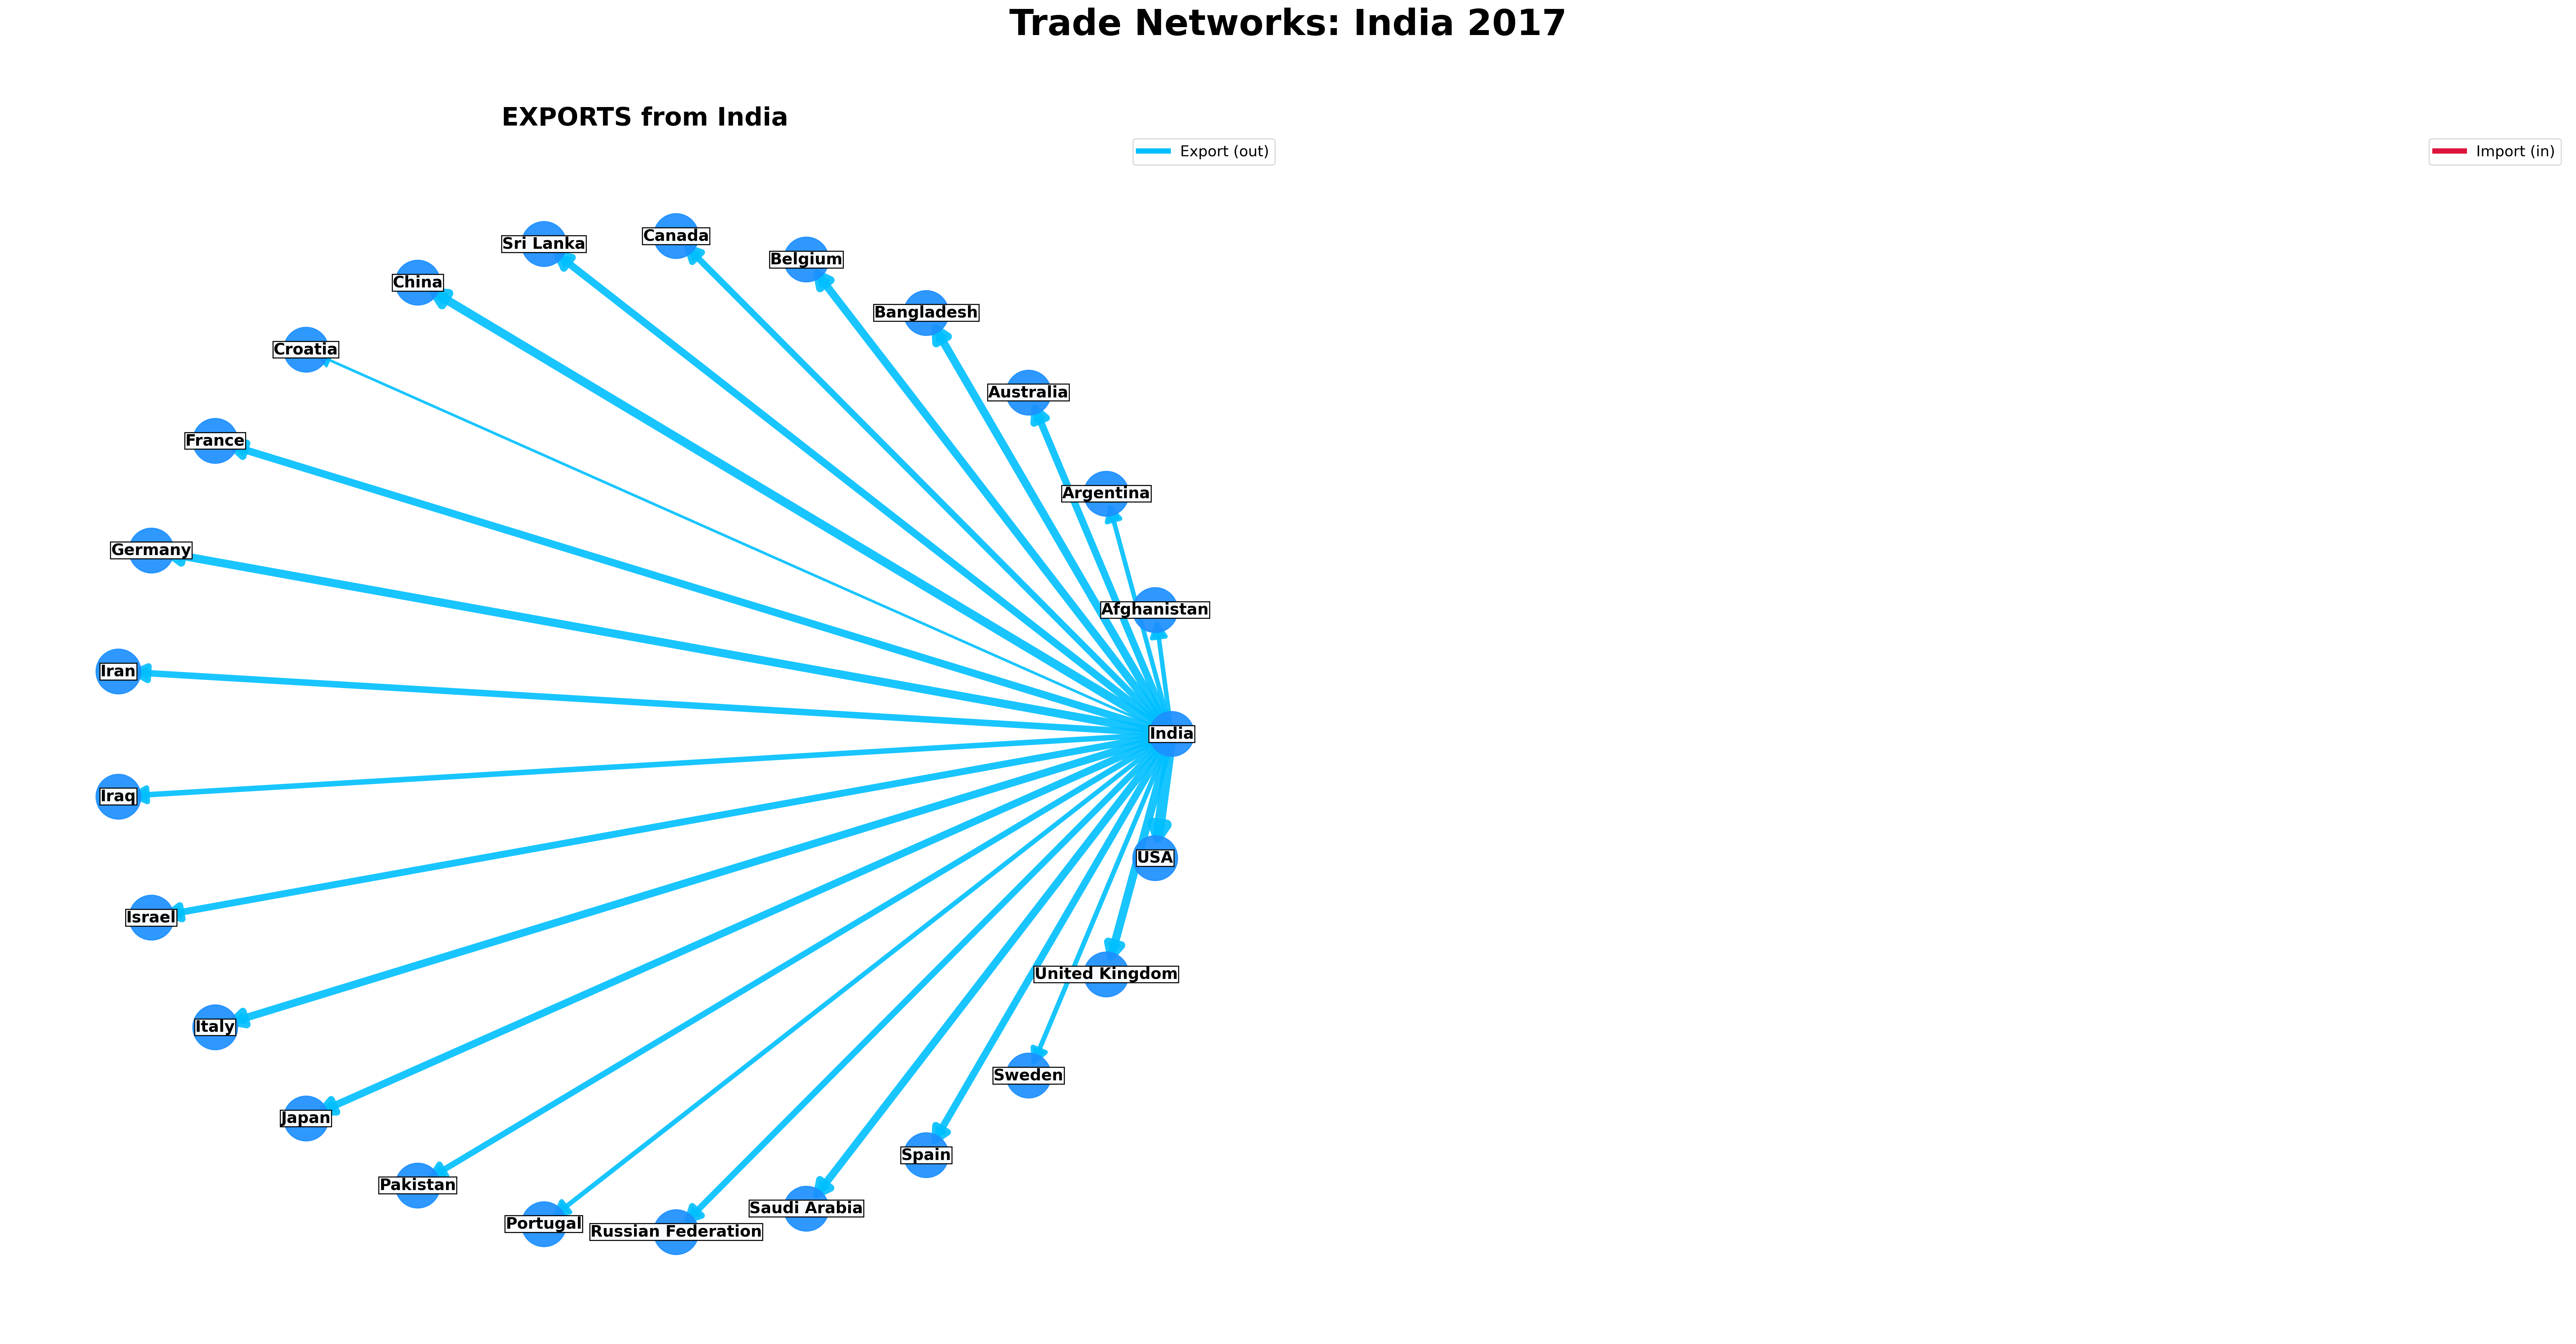 Trade Networks: India 2017
EXPORTS from India
Export (out)
Import (in)
Canada
Sri Lanka
Belgium
China
Bangladesh
Croatia
Australia
France
Argentina
Germany
Afghanistan
Iran
India
Iraq
USA
Israel
United Kingdom
Italy
Sweden
Japan
Spain
Pakistan
Saudi Arabia
Portugal
Russian Federation